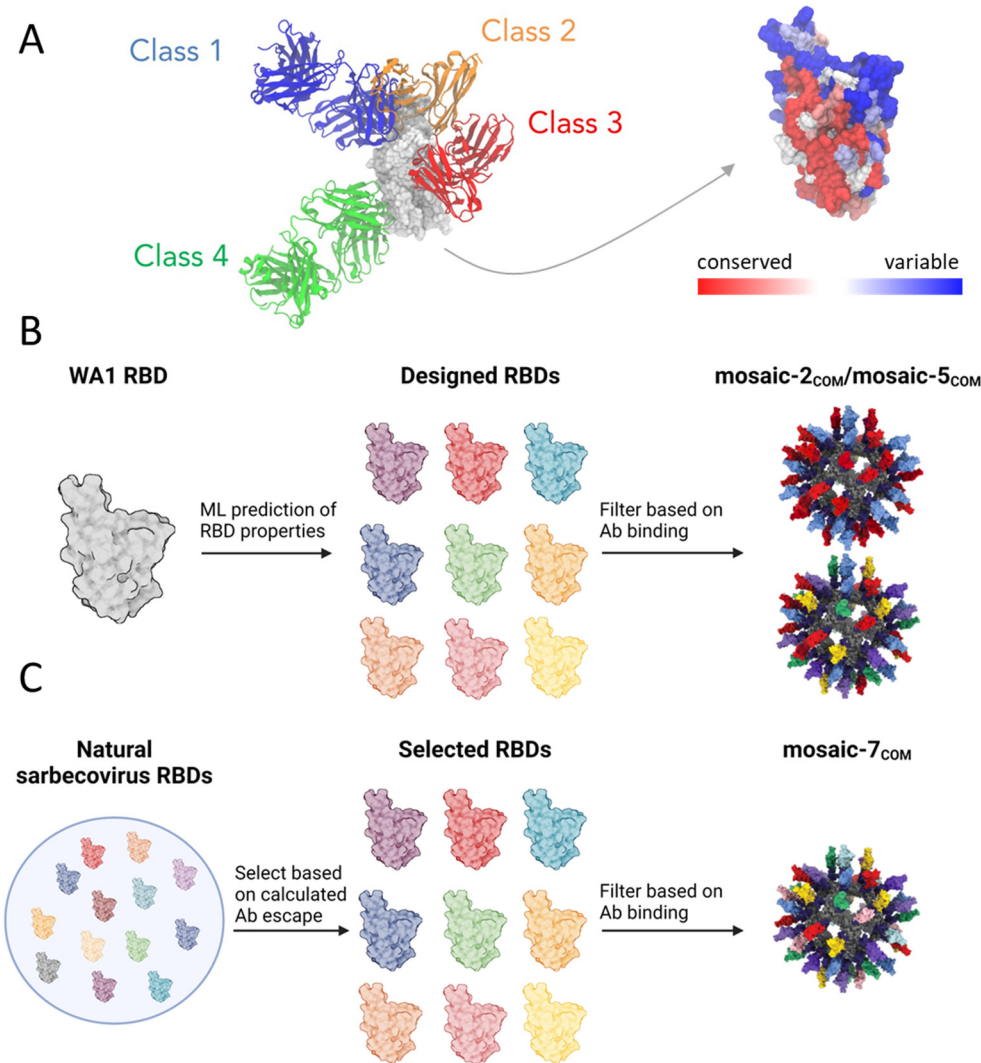 A
Class 1
Class 2
Class 3
Class 4
conserved
variable
B
WA1 RBD
Designed RBDs
mosaic-2COM/mosaic-5COM
ML prediction of
RBD properties
Filter based on
Ab binding
C
Natural
sarbecovirus RBDs
Selected RBDs
mosaic-7COM
Select based
on calculated
Ab escape
Filter based on
Ab binding